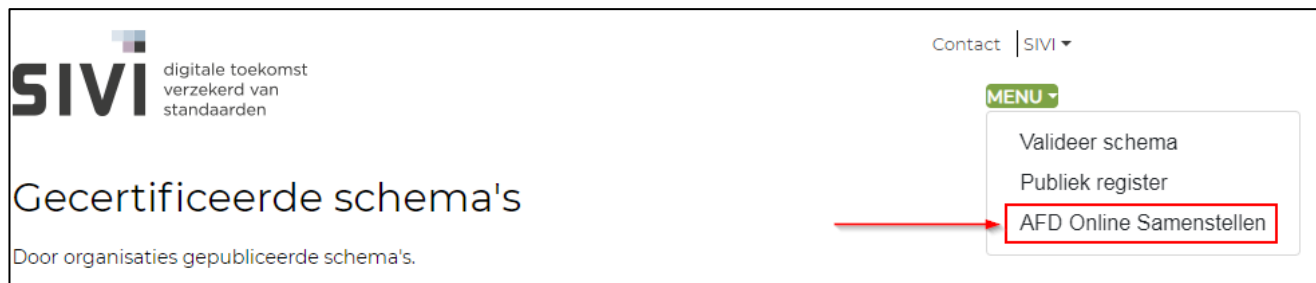 SIVI
digitale toekomst
verzekerd van
standaarden
Contact
SIVI
MENU
Valideer schema
Publiek register
AFD Online Samenstellen
Gecertificeerde schema's
Door organisaties gepubliceerde schema's.